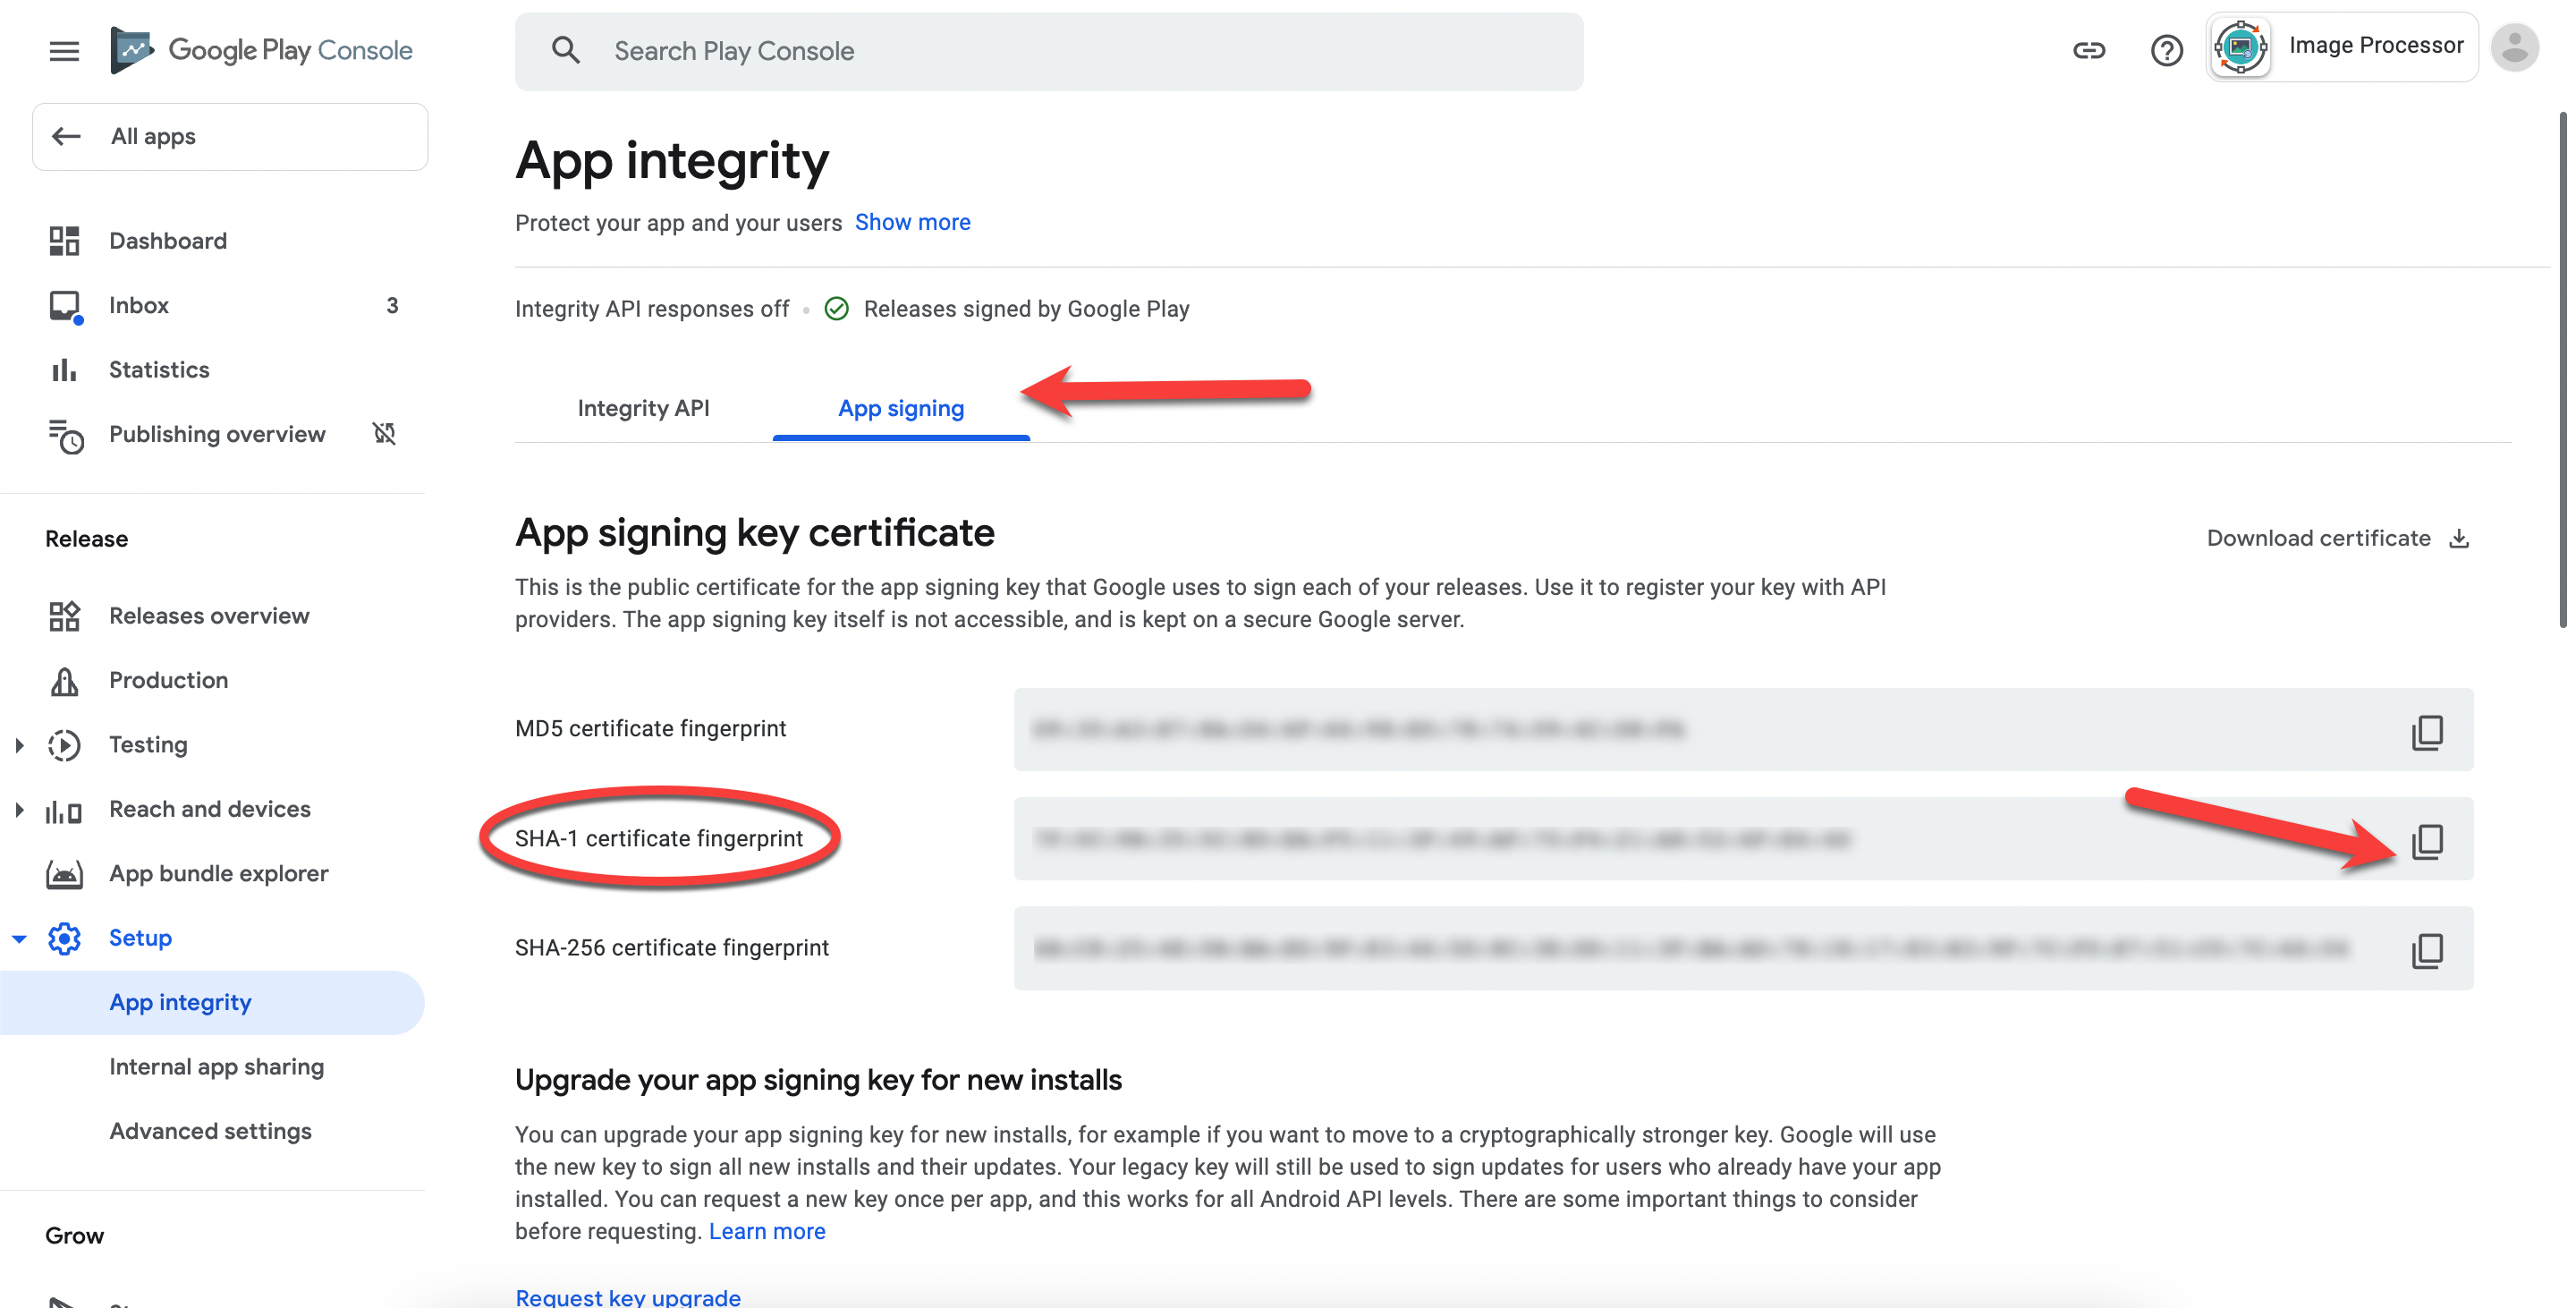 Google Play Console
Search Play Console
Image Processor
All apps
Dashboard
Inbox 3
Statistics
Publishing overview
Release
Releases overview
Production
Testing
Reach and devices
App bundle explorer
Setup
App integrity
Internal app sharing
Advanced settings
Grow
App integrity
Protect your app and your users Show more
Integrity API responses off • Releases signed by Google Play
Integrity API App signing
App signing key certificate
Download certificate
This is the public certificate for the app signing key that Google uses to sign each of your releases. Use it to register your key with API
providers. The app signing key itself is not accessible, and is kept on a secure Google server.
MD5 certificate fingerprint
SHA-1 certificate fingerprint
SHA-256 certificate fingerprint
Upgrade your app signing key for new installs
You can upgrade your app signing key for new installs, for example if you want to move to a cryptographically stronger key. Google will use
the new key to sign all new installs and their updates. Your legacy key will still be used to sign updates for users who already have your app
installed. You can request a new key once per app, and this works for all Android API levels. There are some important things to consider
before requesting. Learn more
Request key upgrade